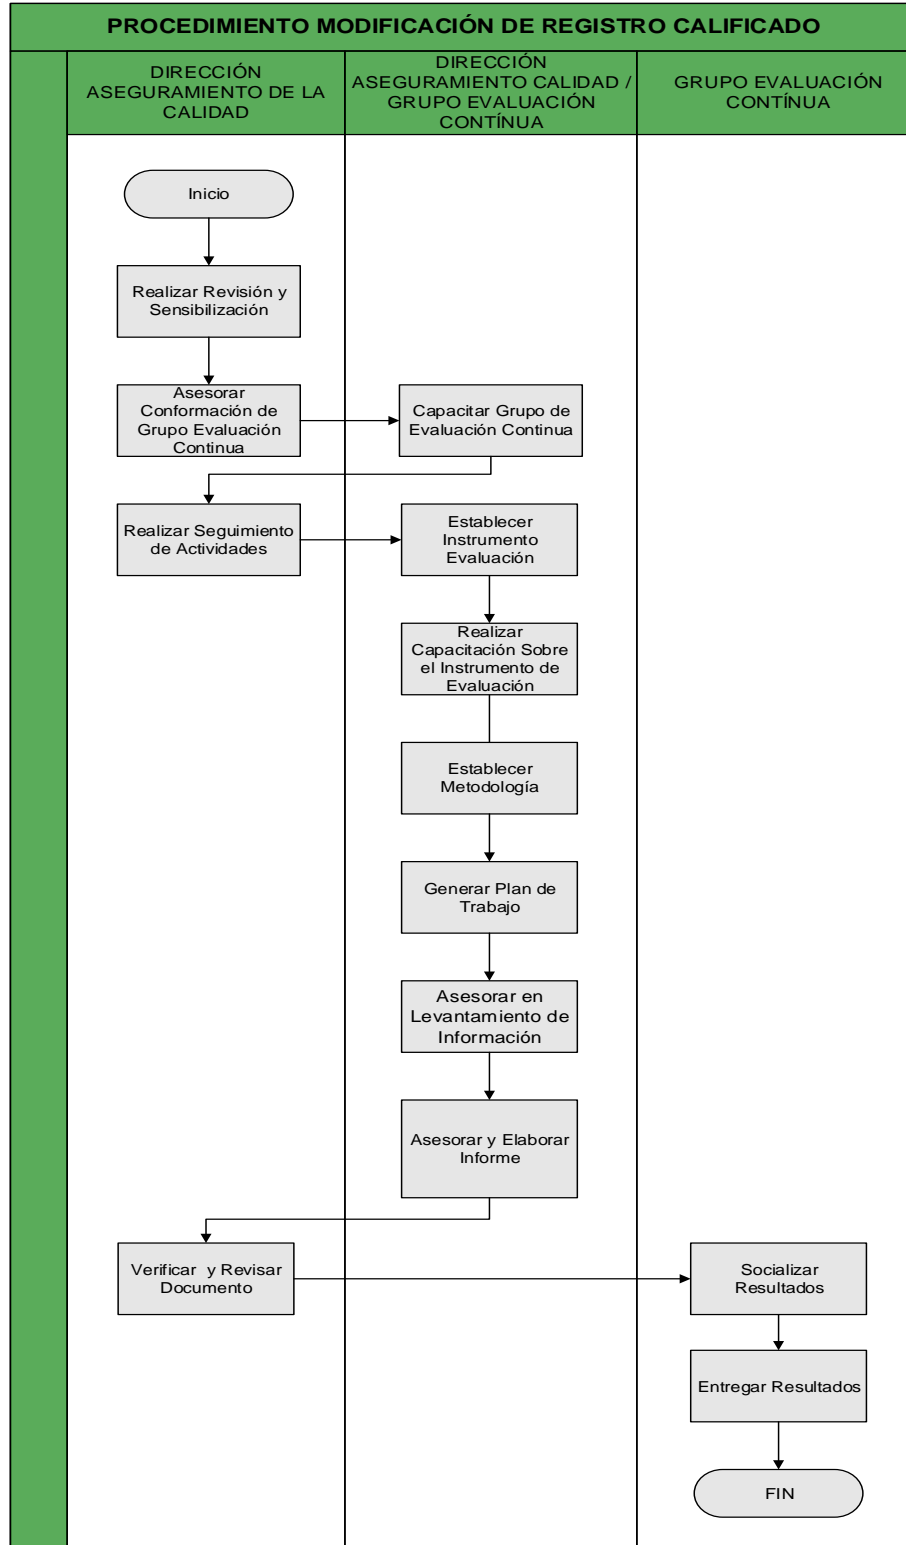 PROCEDIMIENTO MODIFICACIÓN DE REGISTRO CALIFICADO
DIRECCIÓN
ASEGURAMIENTO DE LA
CALIDAD
DIRECCIÓN
ASEGURAMIENTO CALIDAD /
GRUPO EVALUACIÓN
CONTÍNUA
GRUPO EVALUACIÓN
CONTÍNUA
Inicio
Realizar Revisión y
Sensibilización
Asesorar
Conformación de
Grupo Evaluación
Continua
Capacitar Grupo de
Evaluación Continua
Realizar Seguimiento
de Actividades
Establecer
Instrumento
Evaluación
Realizar
Capacitación Sobre
el Instrumento de
Evaluación
Establecer
Metodología
Generar Plan de
Trabajo
Asesorar en
Levantamiento de
Información
Asesorar y Elaborar
Informe
Verificar y Revisar
Documento
Socializar
Resultados
Entregar Resultados
FIN